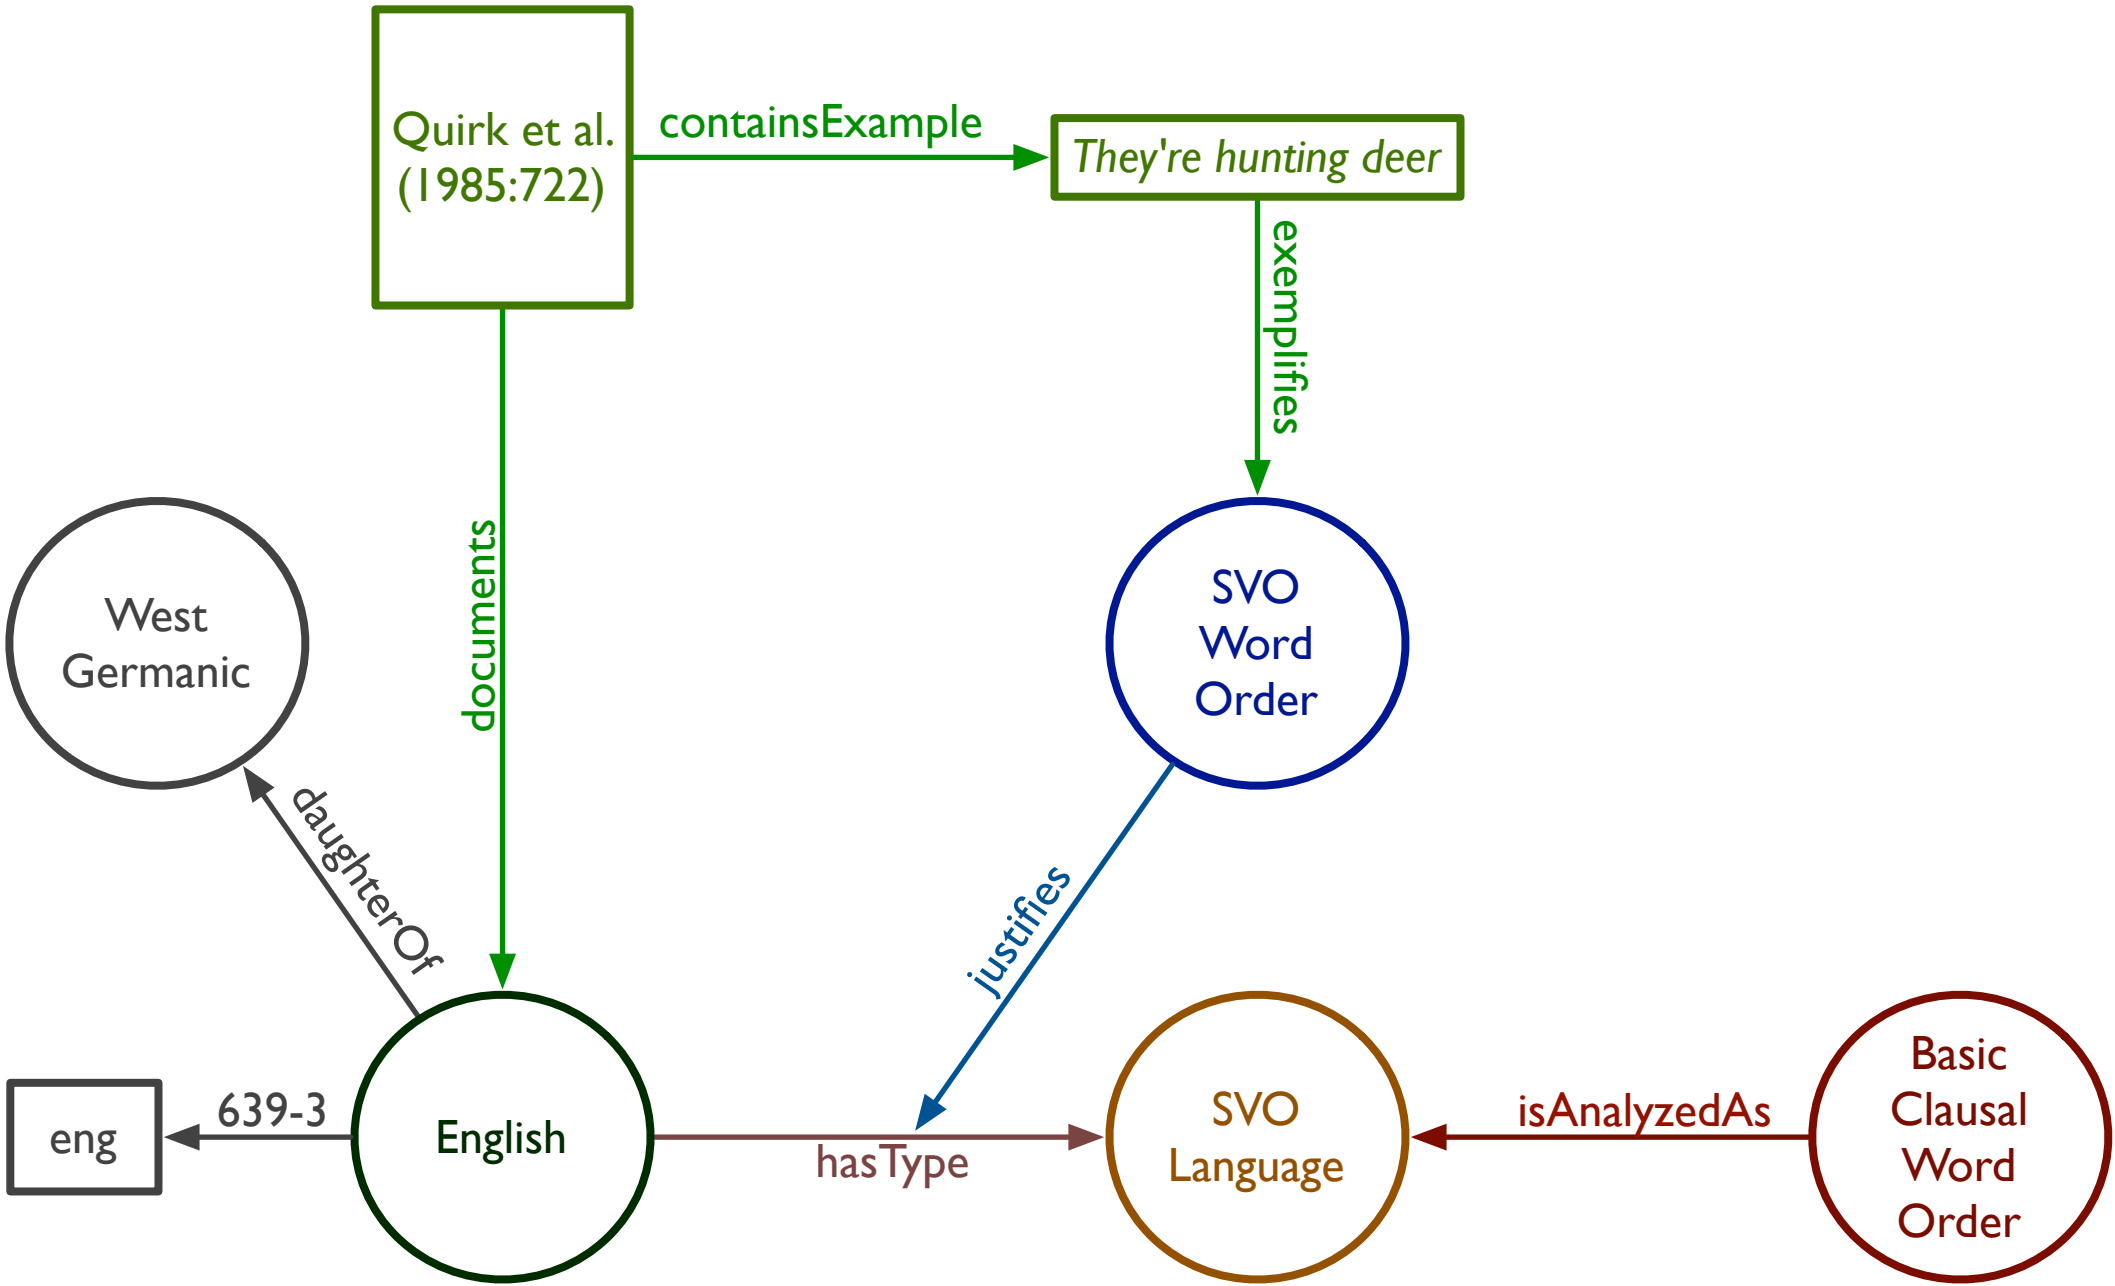 Quirk et al.
(1985:722)
containsExample
They're hunting deer
exemplifies
documents
West
Germanic
SVO
Word
Order
daughterOf
justifies
eng
639-3
English
hasType
SVO
Language
isAnalyzedAs
Basic
Clausal
Word
Order